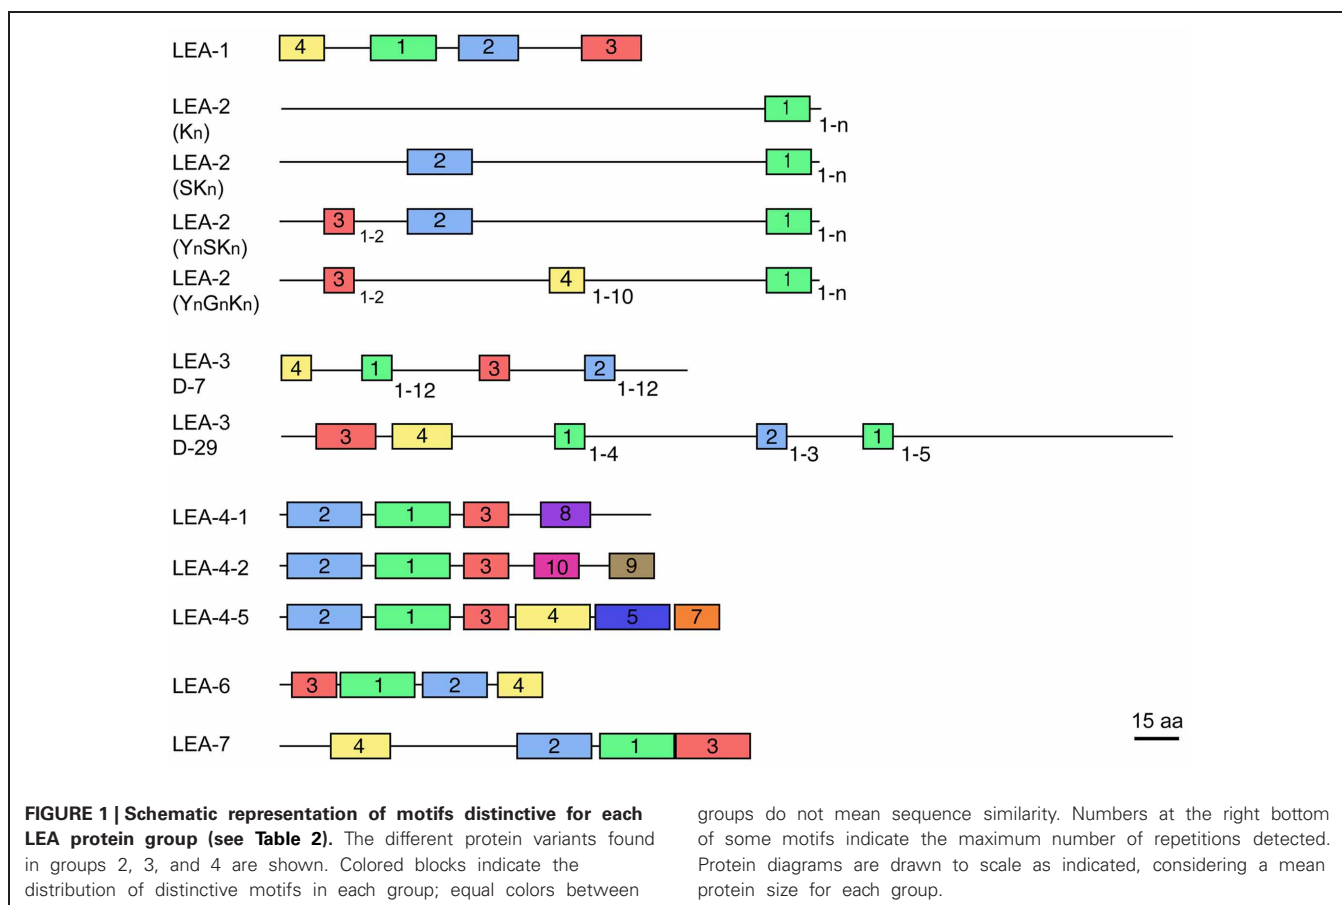 LEA-1
4 1 2 3
LEA-2
(Kn)
1
1-n
LEA-2
(SKn)
2 1
1-n
LEA-2
(YnSKn)
3 2 1
1-2 1-n
LEA-2
(YnGnKn)
3 4 1
1-2 1-10 1-n
LEA-3
D-7
4 1 3 2
1-12 1-12
LEA-3
D-29
3 4 1 2 1
1-4 1-3 1-5
LEA-4-1
2 1 3 8
LEA-4-2
2 1 3 10 9
LEA-4-5
2 1 3 4 5 7
LEA-6
3 1 2 4
LEA-7
4 2 1 3
15 aa
FIGURE 1 | Schematic representation of motifs distinctive for each
LEA protein group (see Table 2). The different protein variants found
in groups 2, 3, and 4 are shown. Colored blocks indicate the
distribution of distinctive motifs in each group; equal colors between
groups do not mean sequence similarity. Numbers at the right bottom
of some motifs indicate the maximum number of repetitions detected.
Protein diagrams are drawn to scale as indicated, considering a mean
protein size for each group.